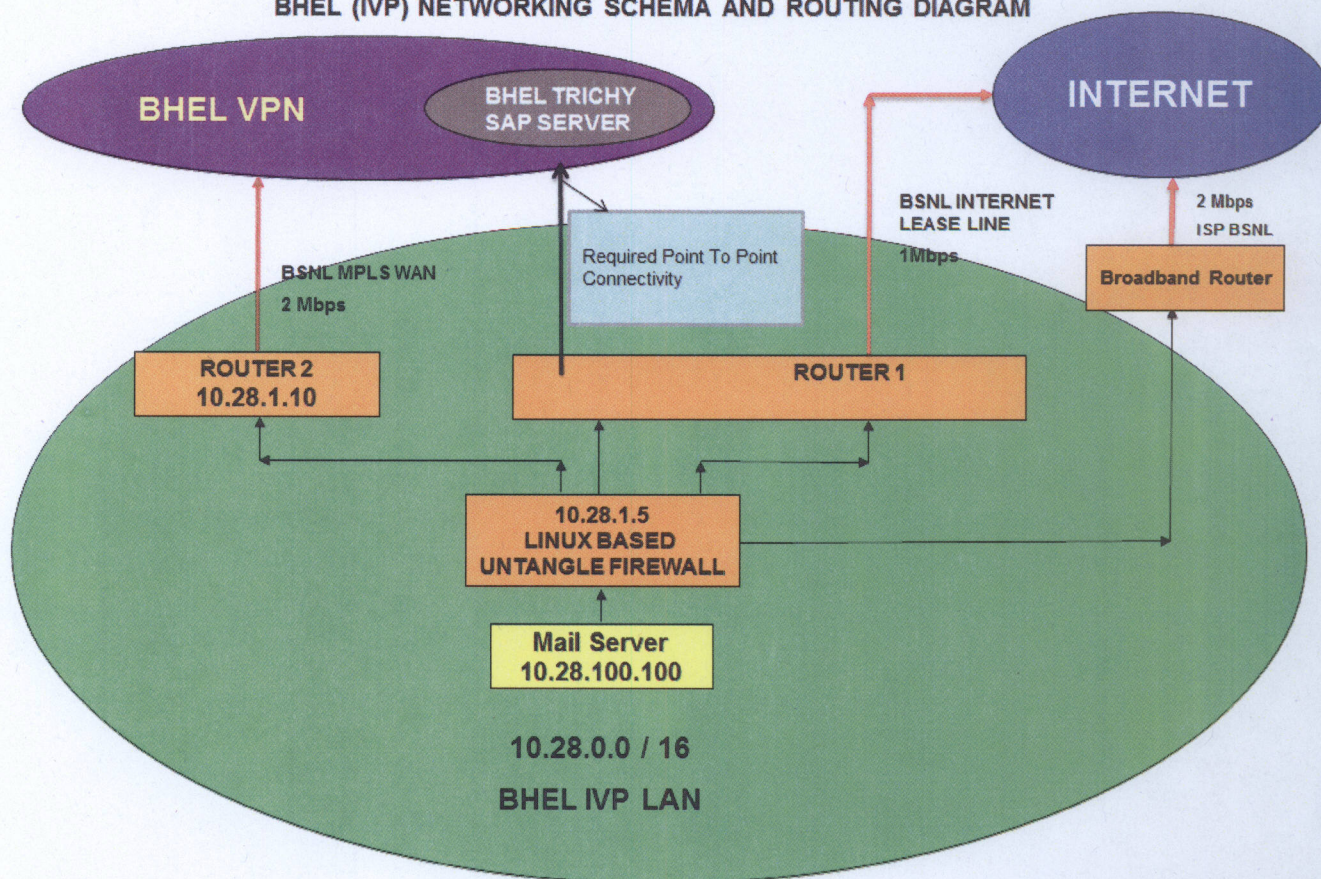 BHEL (IVP) NETWORKING SCHEMA AND ROUTING DIAGRAM
BHEL VPN
BHEL TRICHY
SAP SERVER
INTERNET
BSNL INTERNET
LEASE LINE
1Mbps
2 Mbps
ISP BSNL
Required Point To Point
Connectivity
BSNL MPLS WAN
2 Mbps
Broadband Router
ROUTER 2
10.28.1.10
ROUTER 1
10.28.1.5
LINUX BASED
UNTANGLE FIREWALL
Mail Server
10.28.100.100
10.28.0.0 / 16
BHEL IVP LAN